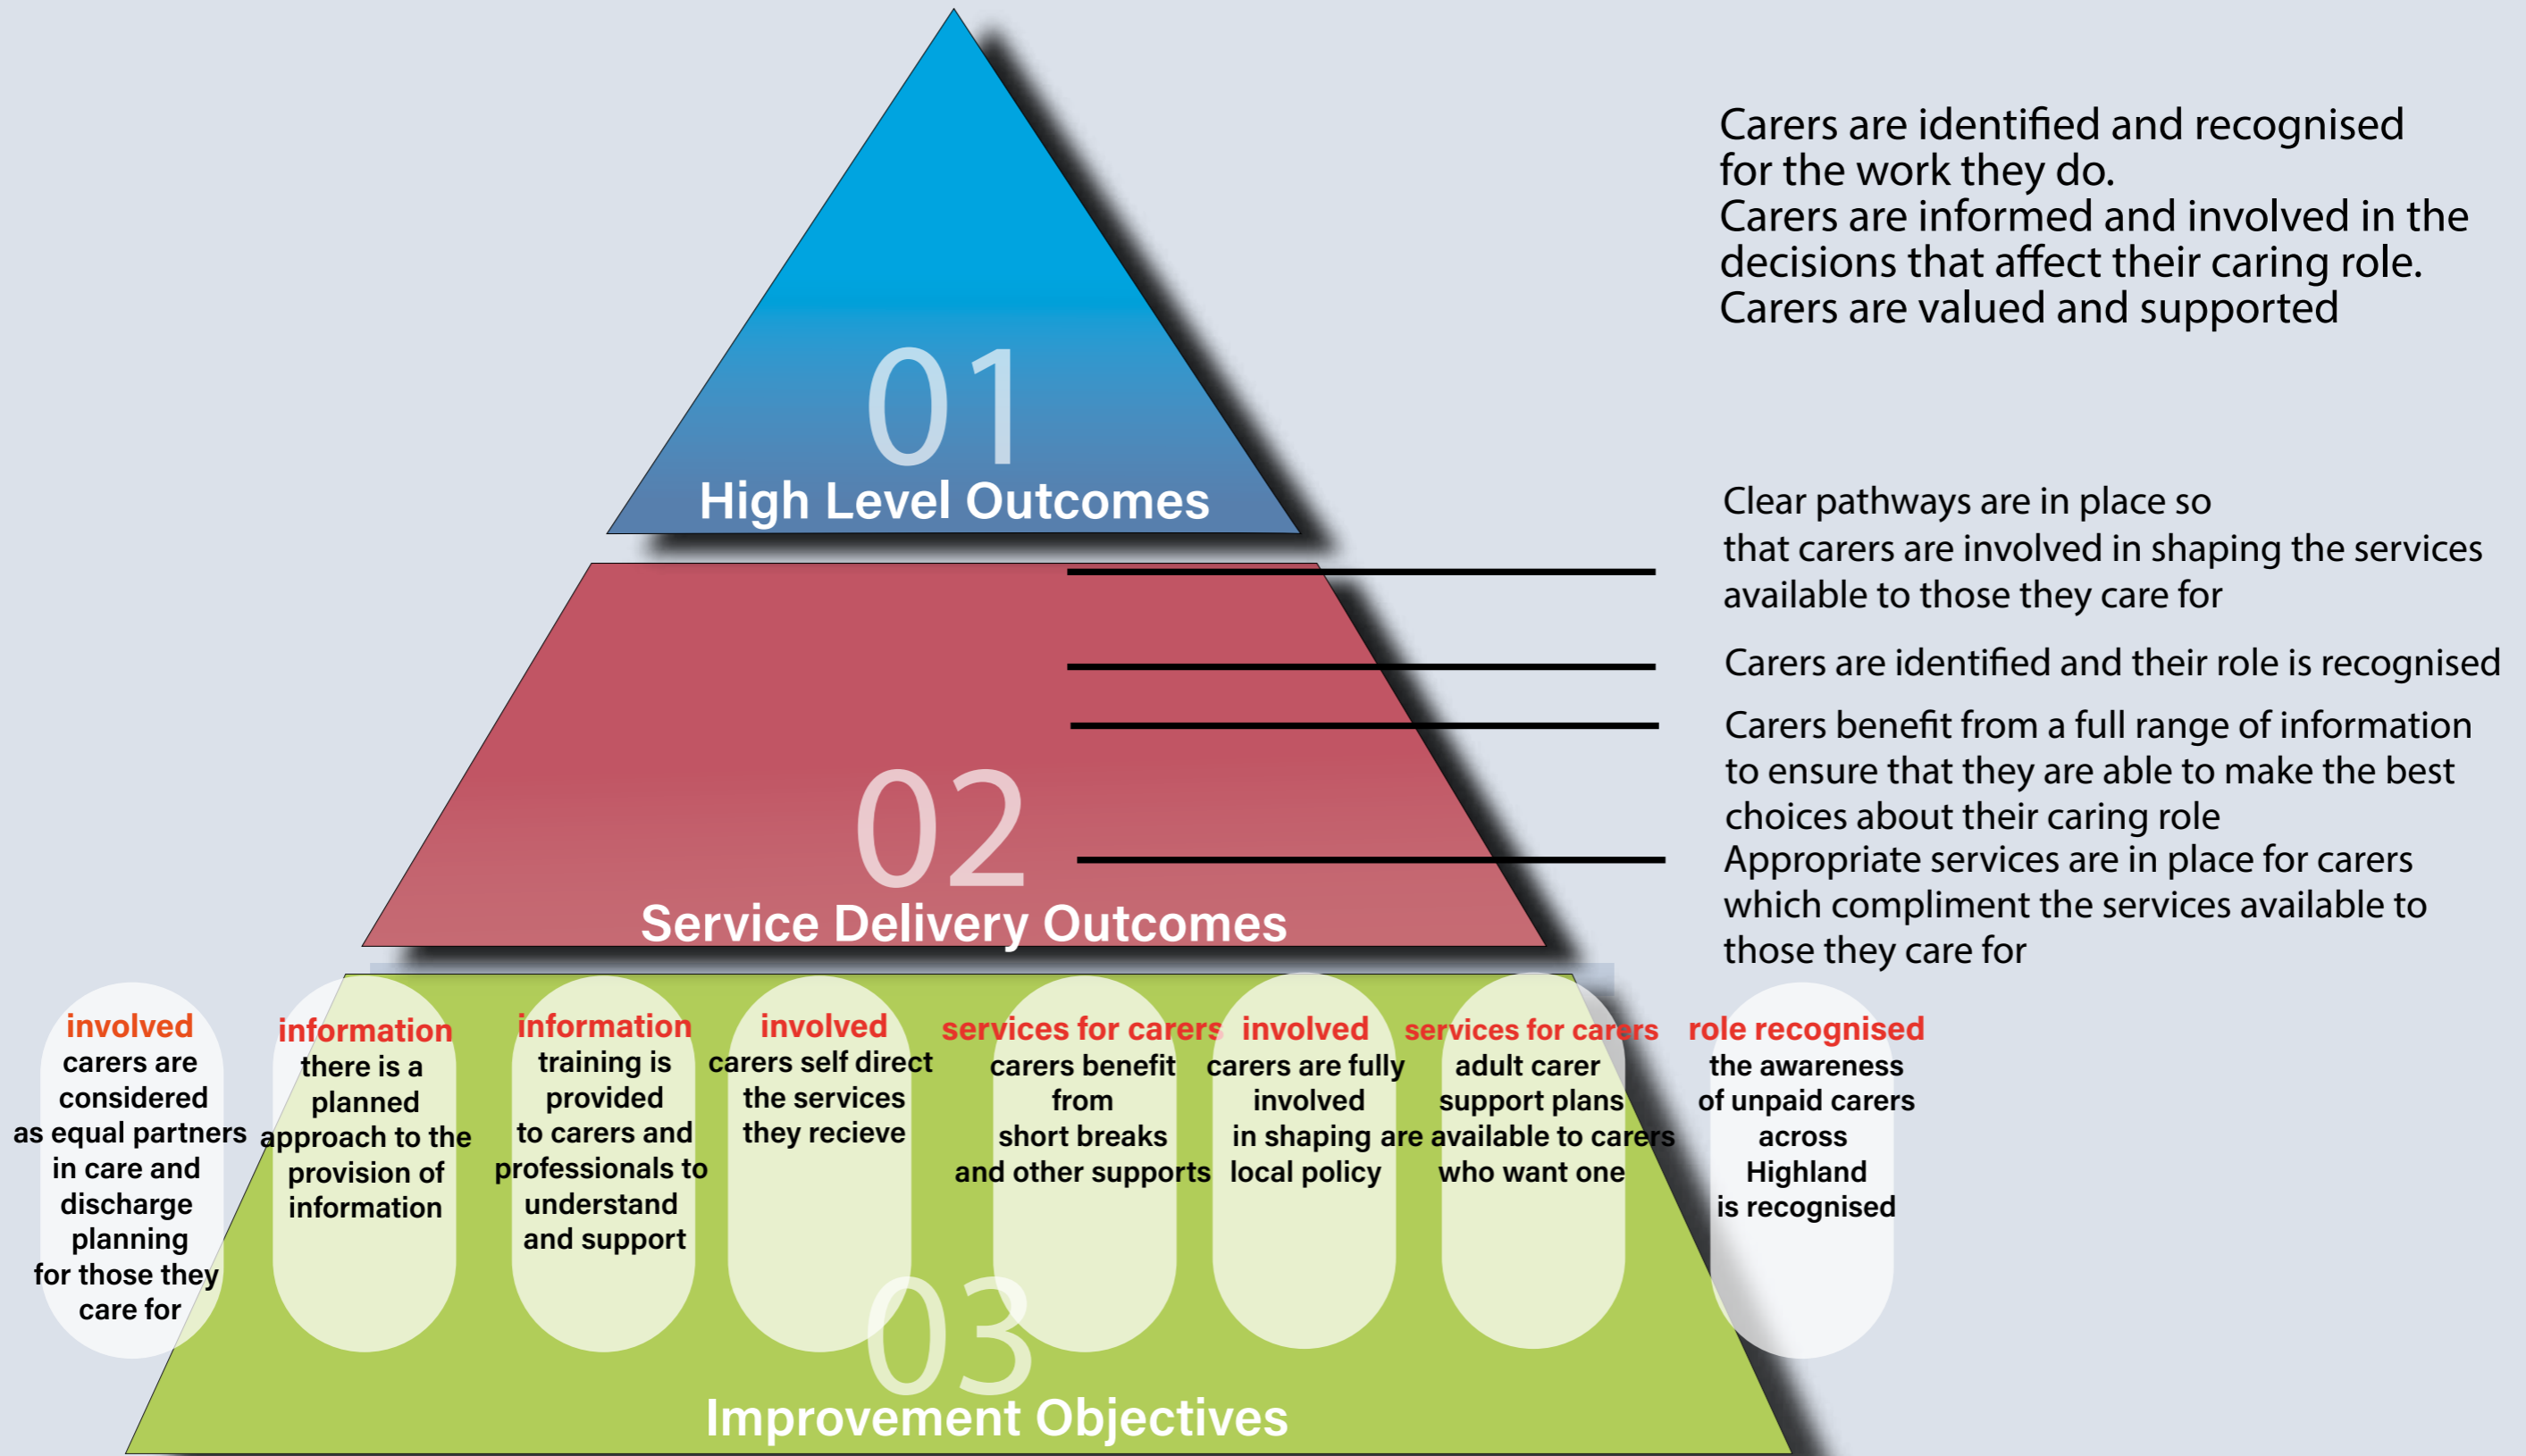 Carers are identified and recognised
for the work they do.
Carers are informed and involved in the
decisions that affect their caring role.
Carers are valued and supported
01
High Level Outcomes
Clear pathways are in place so
that carers are involved in shaping the services
available to those they care for
Carers are identified and their role is recognised
Carers benefit from a full range of information
to ensure that they are able to make the best
choices about their caring role
Appropriate services are in place for carers
which compliment the services available to
those they care for
02
Service Delivery Outcomes
involved
carers are
considered
as equal partners
in care and
discharge
planning
for those they
care for
information
there is a
planned
approach to the
provision of
information
information
training is
provided
to carers and
professionals to
understand
and support
involved
carers self direct
the services
they recieve
services for carers
carers benefit
from
short breaks
and other supports
involved
carers are fully
involved
in shaping
local policy
services for carers
adult carer
support plans
are available to carers
who want one
role recognised
the awareness
of unpaid carers
across
Highland
is recognised
03
Improvement Objectives